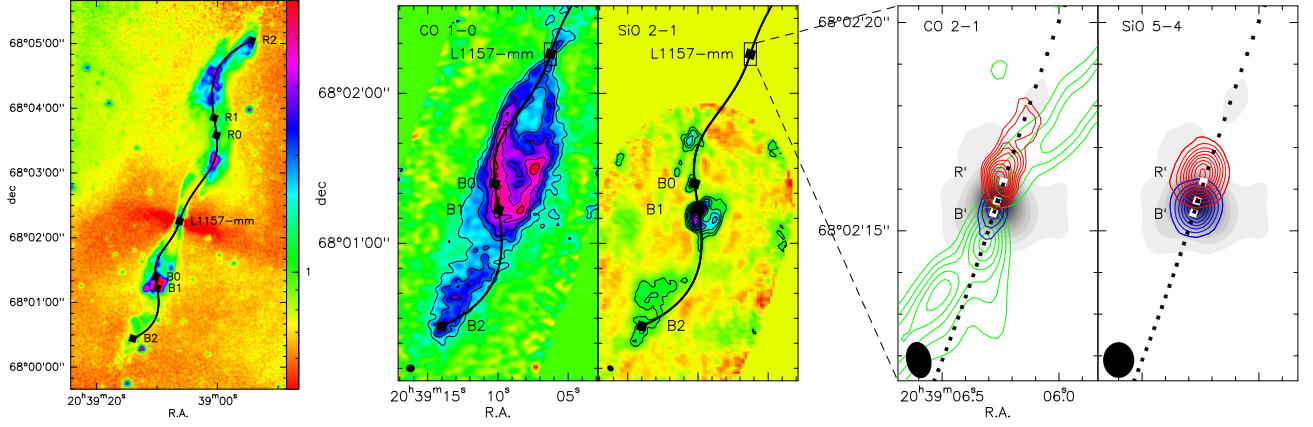 68°05'00"
68°04'00"
68°03'00"
68°02'00"
68°01'00"
68°00'00"
dec
R2
R1
R0
L1157-mm
B0
B1
B2
20ʰ39ᵐ20ˢ
39ᵐ00ˢ
R.A.
1
CO 1-0
L1157-mm
68°02'00"
68°01'00"
dec
B0
B1
B2
20ʰ39ᵐ15ˢ
10ˢ
05ˢ
R.A.
SiO 2-1
L1157-mm
B0
B1
B2
68°02'20"
68°02'15"
CO 2-1
R'
B'
20ʰ39ᵐ06.ˢ5
06.ˢ0
R.A.
SiO 5-4
R'
B'